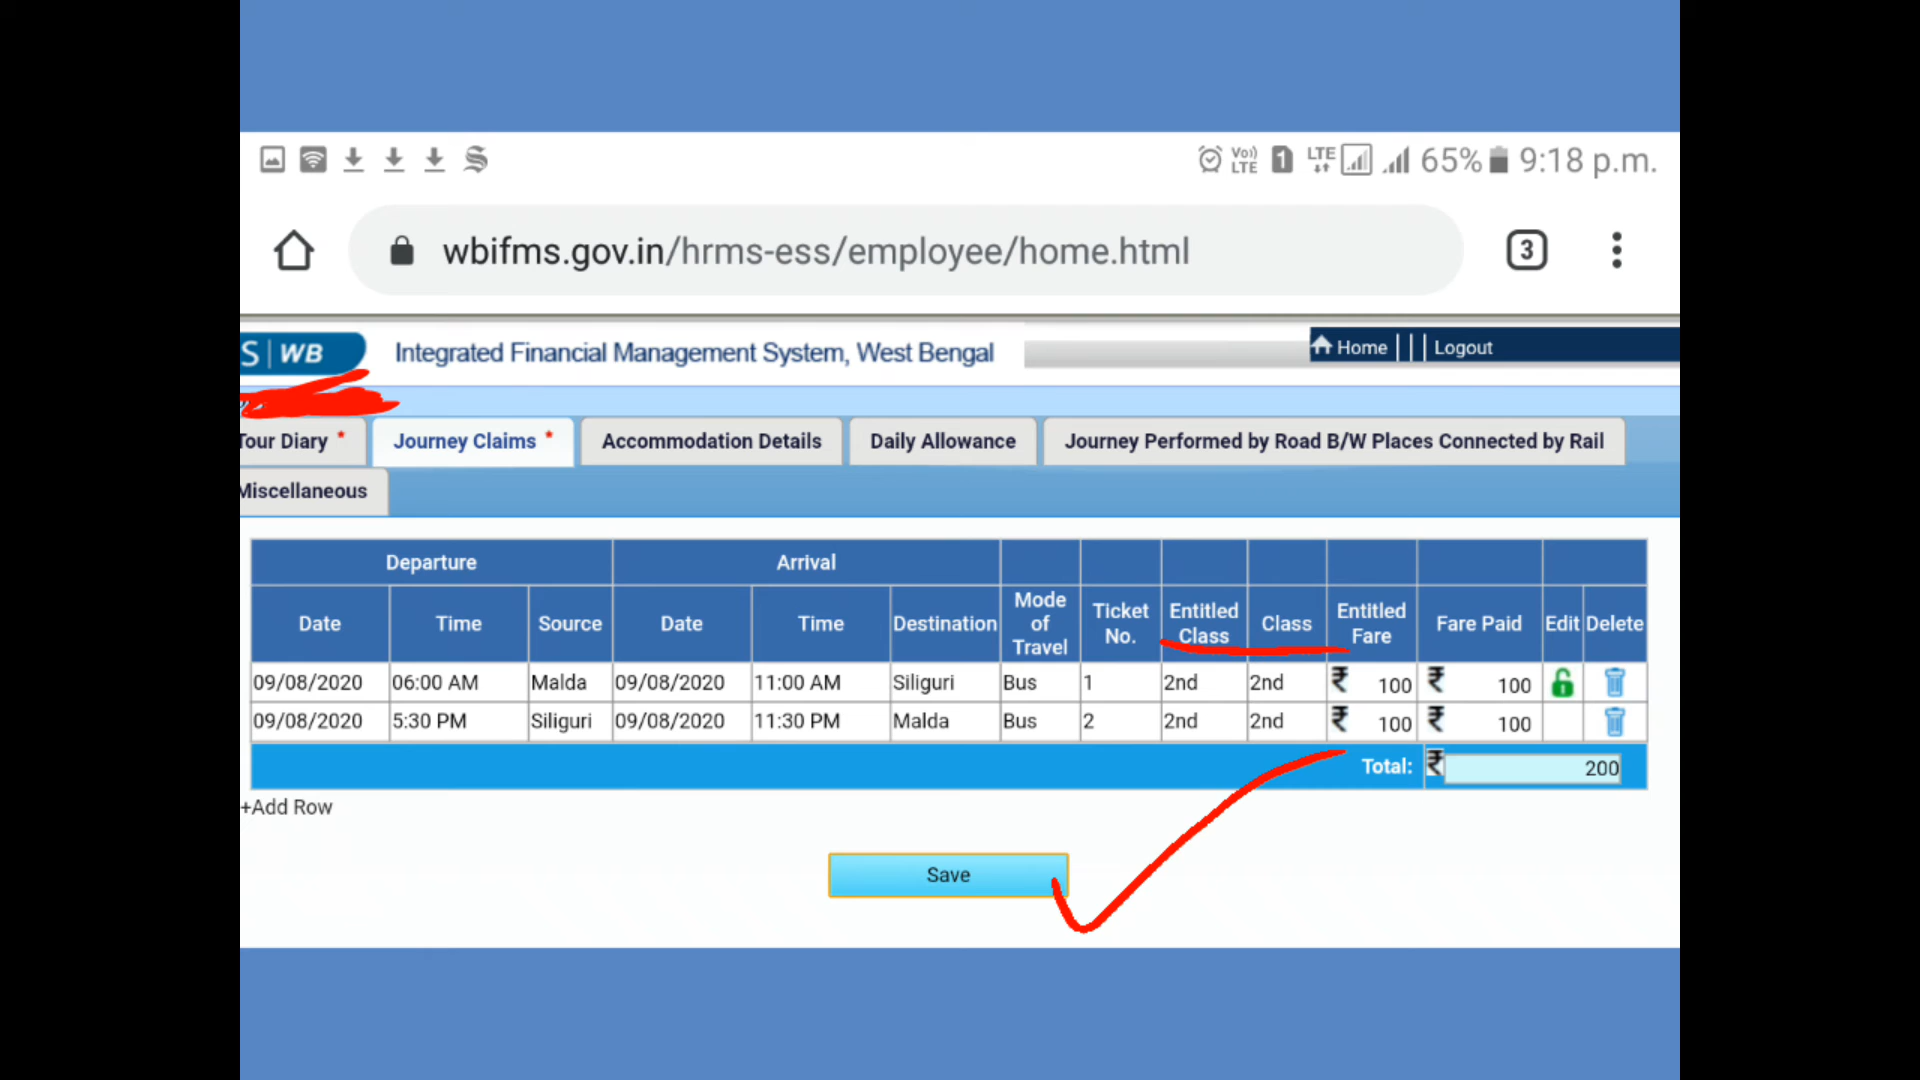 Vo) LTE 1 LTE 65% 9:18 p.m.
wbifms.gov.in/hrms-ess/employee/home.html 3
S | WB Integrated Financial Management System, West Bengal Home | | | Logout
Tour Diary * Journey Claims * Accommodation Details Daily Allowance Journey Performed by Road B/W Places Connected by Rail
Miscellaneous
Departure Arrival
Date Time Source Date Time Destination Mode of Travel Ticket No. Entitled Class Class Entitled Fare Fare Paid Edit Delete
09/08/2020 06:00 AM Malda 09/08/2020 11:00 AM Siliguri Bus 1 2nd 2nd ₹ 100 ₹ 100
09/08/2020 5:30 PM Siliguri 09/08/2020 11:30 PM Malda Bus 2 2nd 2nd ₹ 100 ₹ 100
Total: ₹ 200
+Add Row
Save